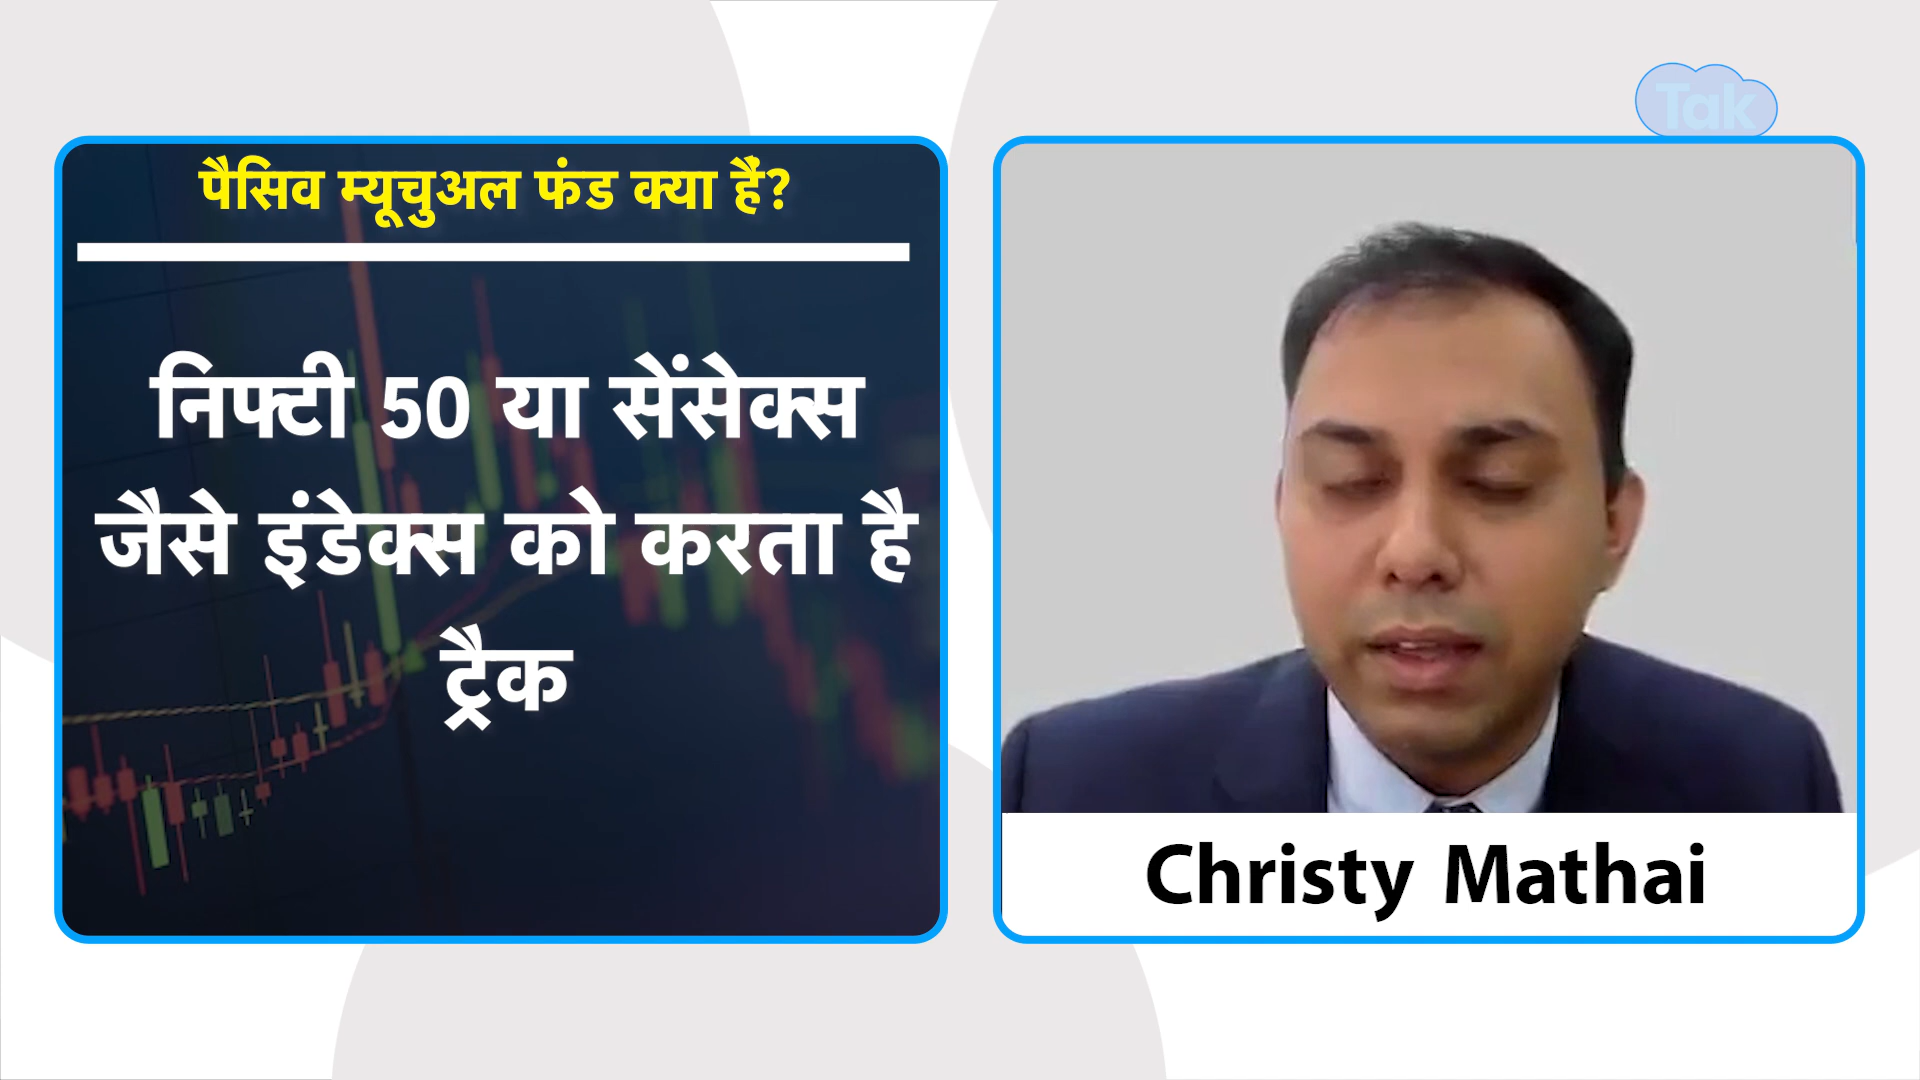 पैसिव म्यूचुअल फंड क्या हैं?
निफ्टी 50 या सेंसेक्स
जैसे इंडेक्स को करता है
ट्रैक
Tak
Christy Mathai